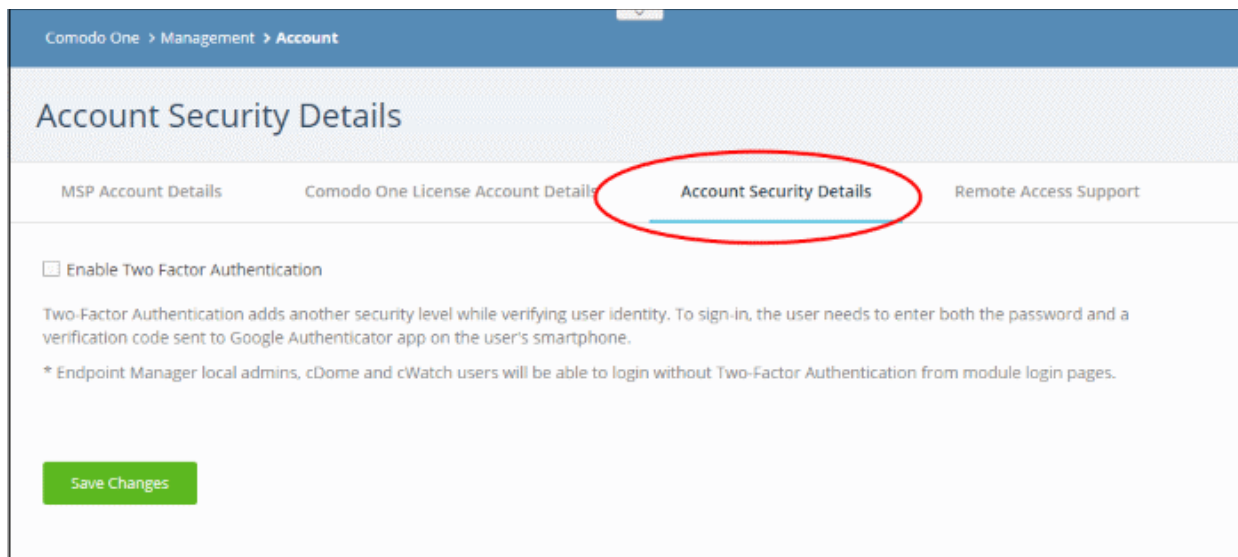 Comodo One > Management > Account
Account Security Details
MSP Account Details Comodo One License Account Details Account Security Details Remote Access Support
Enable Two Factor Authentication
Two-Factor Authentication adds another security level while verifying user identity. To sign-in, the user needs to enter both the password and a
verification code sent to Google Authenticator app on the user's smartphone.
* Endpoint Manager local admins, cDome and cWatch users will be able to login without Two-Factor Authentication from module login pages.
Save Changes